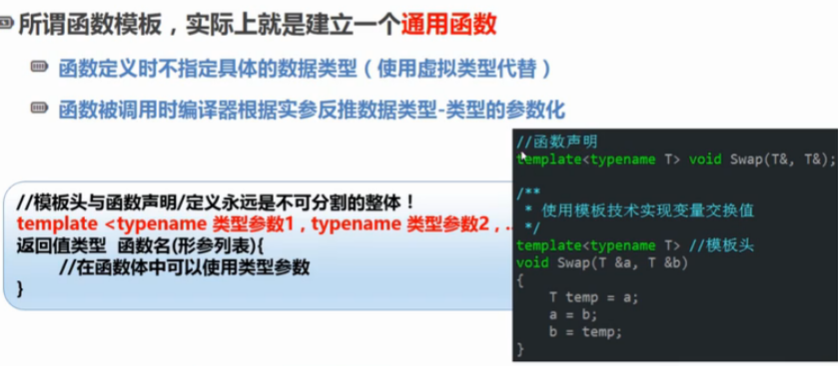 所谓函数模板，实际上就是建立一个通用函数
函数定义时不指定具体的数据类型（使用虚拟类型代替）
函数被调用时编译器根据实参反推数据类型-类型的参数化
//模板头与函数声明/定义永远是不可分割的整体！
template <typename 类型参数1 , typename 类型参数2 , ..
返回值类型 函数名(形参列表){
//在函数体中可以使用类型参数
}
//函数声明
template<typename T> void Swap(T&, T&);
/**
* 使用模板技术实现变量交换值
*/
template<typename T> //模板头
void Swap(T &a, T &b)
{
T temp = a;
a = b;
b = temp;
}